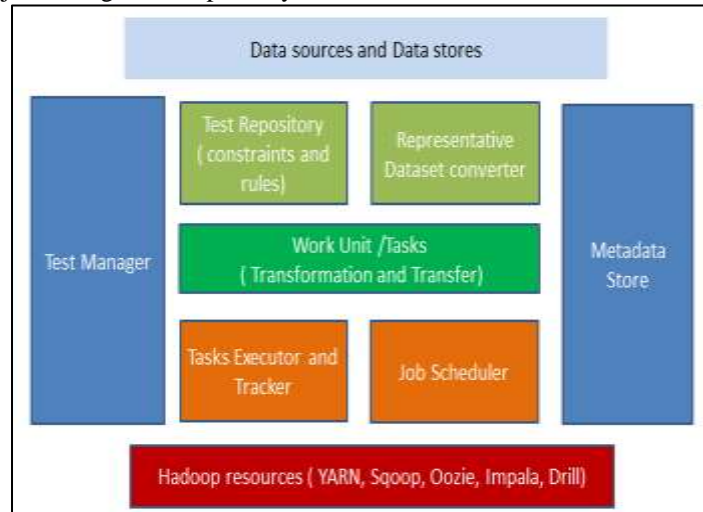 Data sources and Data stores
Test Repository
( constraints and
rules)
Representative
Dataset converter
Test Manager
Work Unit /Tasks
( Transformation and Transfer)
Metadata
Store
Tasks Executor and
Tracker
Job Scheduler
Hadoop resources ( YARN, Sqoop, Oozie, Impala, Drill)